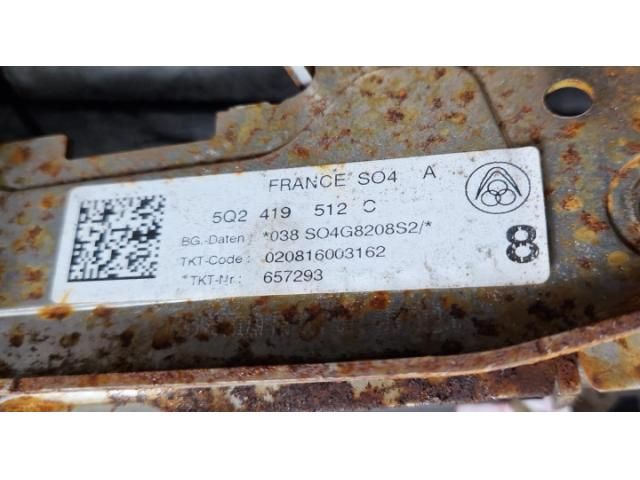 FRANCE SO4 A
5Q2 419 512 C
BG.-Daten : *038 SO4G8208S2/*
TKT-Code : 020816003162
*TKT-Nr.: 657293
8